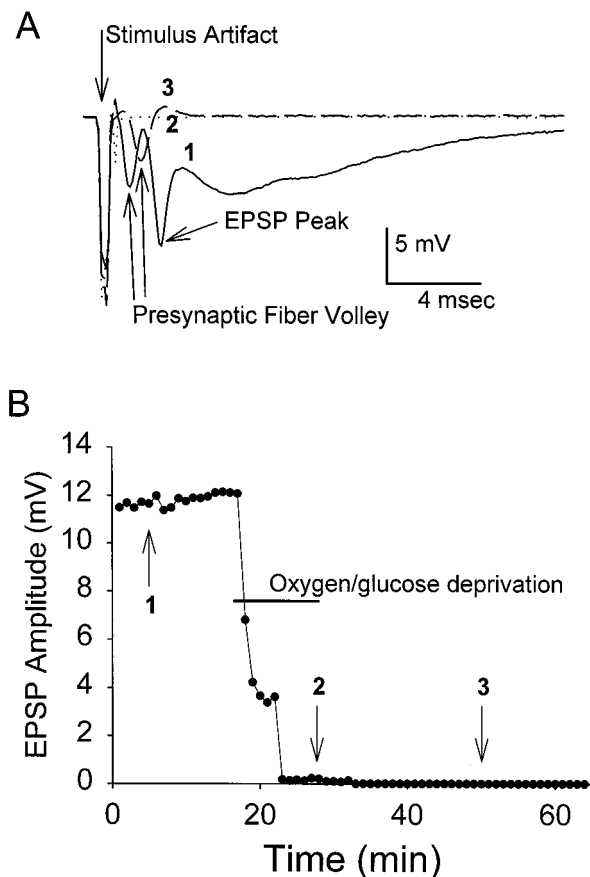 A
Stimulus Artifact
3
2
1
EPSP Peak
5 mV
4 msec
Presynaptic Fiber Volley
B
EPSP Amplitude (mV)
14
12
10
8
6
4
2
0
Oxygen/glucose deprivation
1
2
3
0
20
40
60
Time (min)